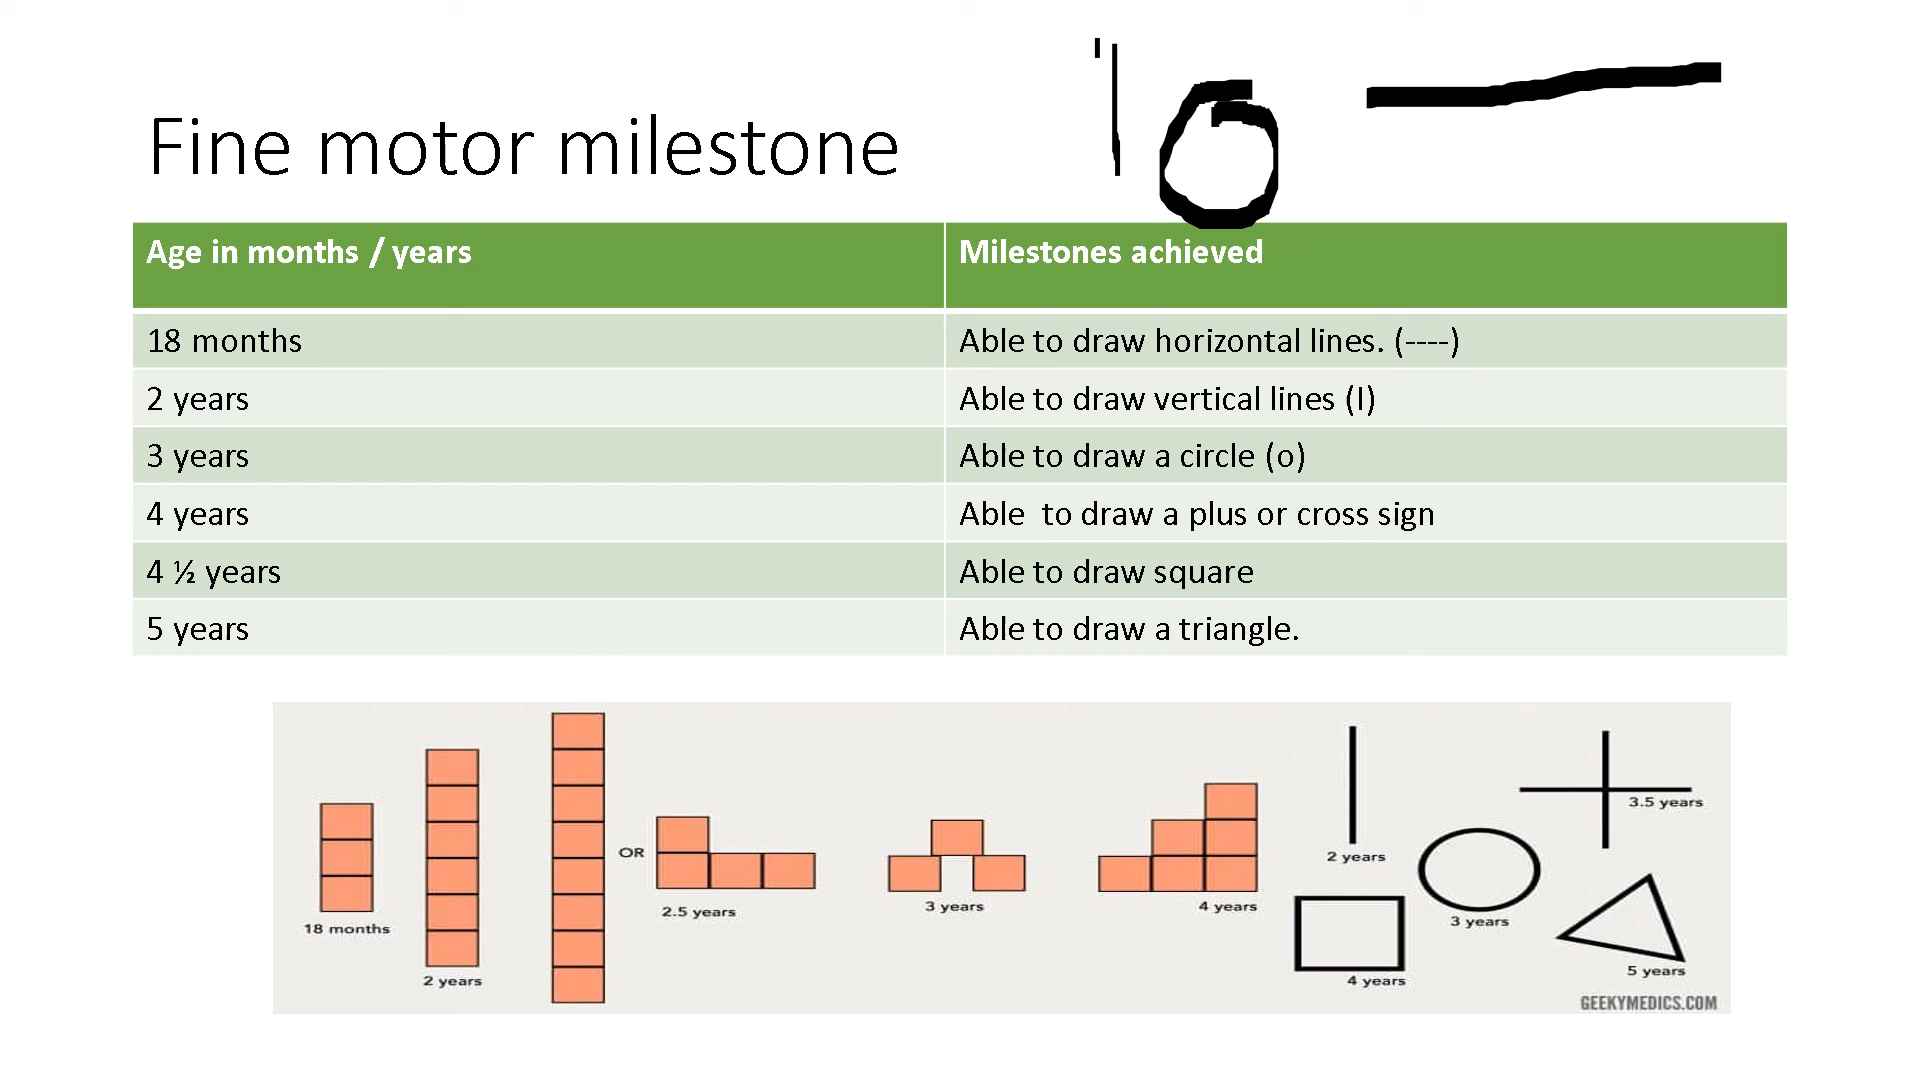 Fine motor milestone
Age in months / years Milestones achieved
18 months Able to draw horizontal lines. (----)
2 years Able to draw vertical lines (I)
3 years Able to draw a circle (o)
4 years Able  to draw a plus or cross sign
4 ½ years Able to draw square
5 years Able to draw a triangle.
18 months
2 years
OR
2.5 years
3 years
4 years
2 years
3.5 years
3 years
4 years
5 years
GEEKYMEDICS.COM